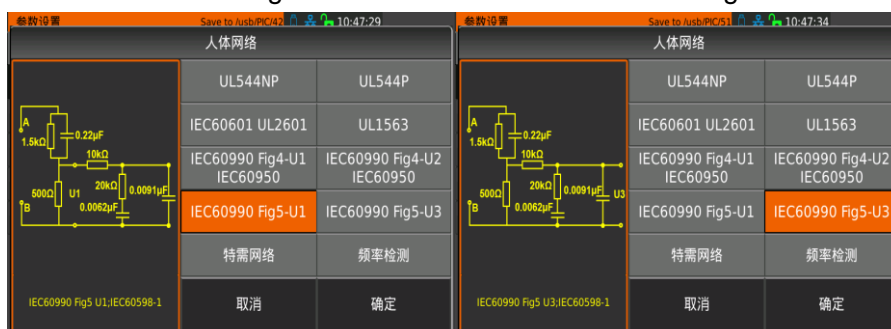 参数设置
Save to /usb/PIC/42
10:47:29
人体网络
UL544NP
UL544P
IEC60601 UL2601
UL1563
IEC60990 Fig4-U1
IEC60950
IEC60990 Fig4-U2
IEC60950
IEC60990 Fig5-U1
IEC60990 Fig5-U3
特需网络
频率检测
取消
确定
A
1.5kΩ
0.22μF
10kΩ
500Ω
U1
20kΩ
0.0091μF
0.0062μF
B
IEC60990 Fig5 U1;IEC60598-1
参数设置
Save to /usb/PIC/51
10:47:34
人体网络
UL544NP
UL544P
IEC60601 UL2601
UL1563
IEC60990 Fig4-U1
IEC60950
IEC60990 Fig4-U2
IEC60950
IEC60990 Fig5-U1
IEC60990 Fig5-U3
特需网络
频率检测
取消
确定
A
1.5kΩ
0.22μF
10kΩ
500Ω
20kΩ
0.0091μF
U3
0.0062μF
B
IEC60990 Fig5 U3;IEC60598-1